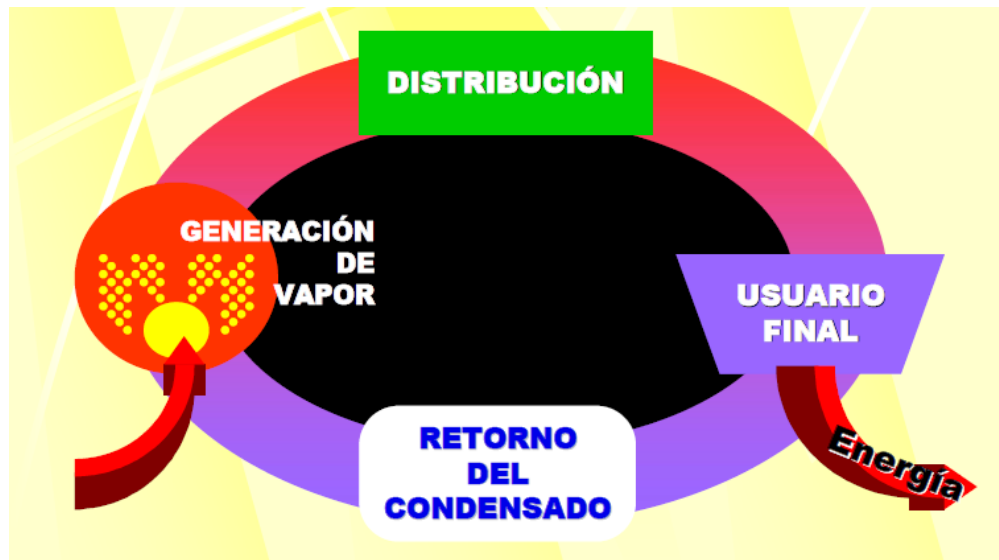 DISTRIBUCIÓN
GENERACIÓN
DE
VAPOR
USUARIO
FINAL
RETORNO
DEL
CONDENSADO
Energía